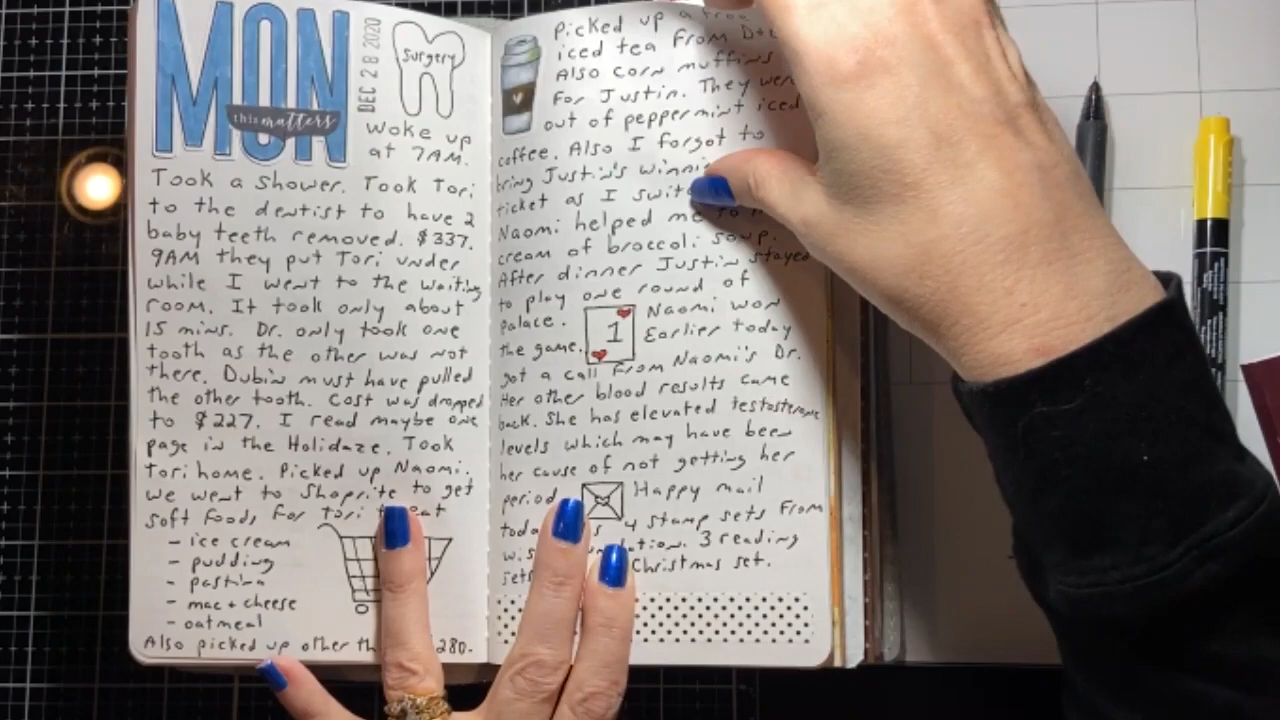 MON
this matters
DEC 28 2020
Surgery
Woke up
at 7AM.
Took a shower. Took Tori
to the dentist to have 2
baby teeth removed. $337.
9AM they put Tori under
while I went to the waiting
room. It took only about
15 mins. Dr. only took one
tooth as the other was not
there. Dubin must have pulled
the other tooth. Cost was dropped
to $227. I read maybe one
page in the Holidaze. Took
Tori home. Picked up Naomi.
we went to Shoprite to get
soft foods for Tori to eat
- ice cream
- pudding
- pastina
- mac + cheese
- oatmeal
Also picked up other 280.
Picked up a free
iced tea from D+D
Also corn muffins
for Justin. They were
out of peppermint iced
coffee. Also I forgot to
bring Justin's
ticket as I
Naomi helped me
cream of broccoli soup.
After dinner Justin stayed
to play one round of
palace. 1 Naomi won
the game. Earlier today
got a call from Naomi's Dr.
Her other blood results came
back. She has elevated testosterone
levels which may have been
her cause of not getting her
period Happy mail
4 stamp sets from
3 reading
sets Christmas set.